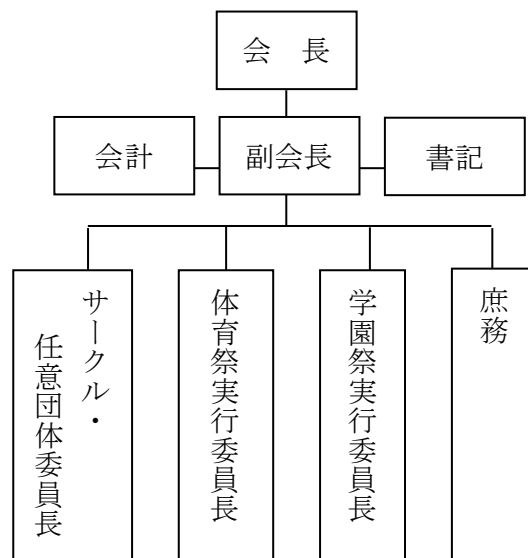 会　長
会計
副会長
書記
サークル・
任意団体委員長
体育祭実行委員長
学園祭実行委員長
庶務